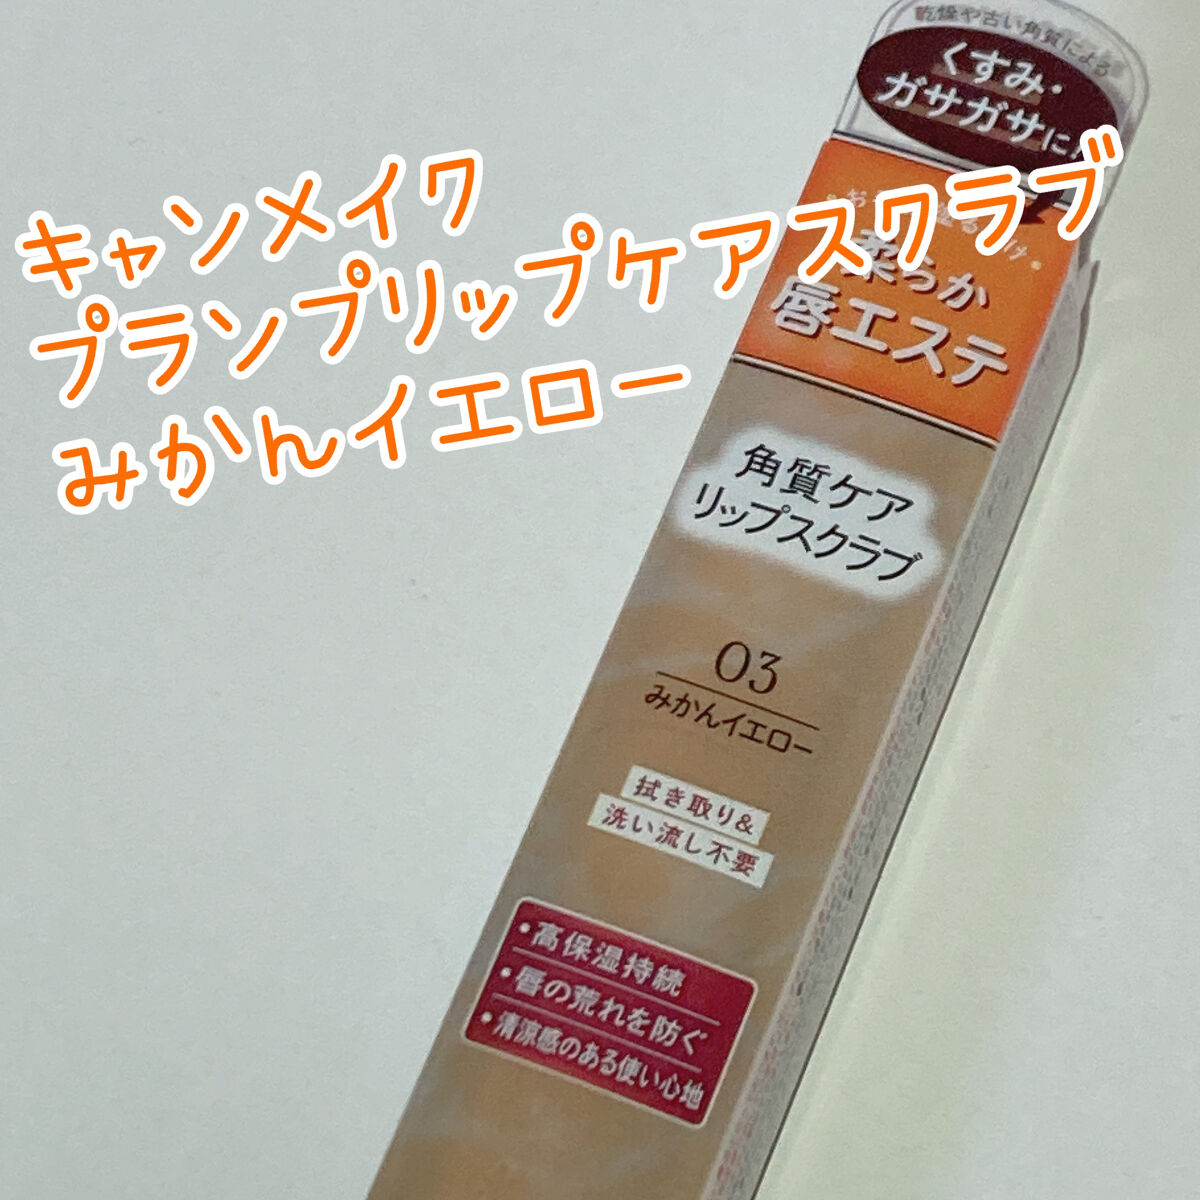 キャンメイク
プランプリップケアスクラブ
みかんイエロー
乾燥や古い角質による
くすみ・
ガサガサに!
柔らか
唇エステ
角質ケア
リップスクラブ
03
みかんイエロー
拭き取り&
洗い流し不要
・高保湿持続
・唇の荒れを防ぐ
・清涼感のある使い心地